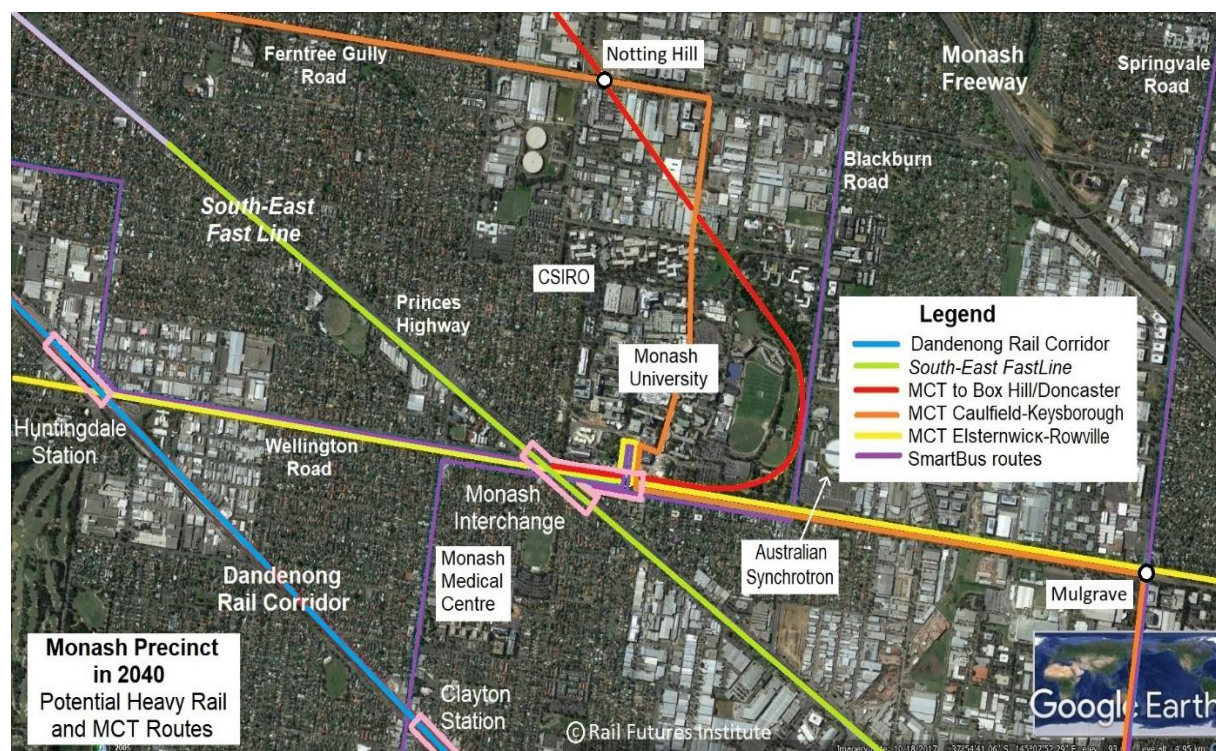 Ferntree Gully
Road
Notting Hill
Monash
Freeway
Springvale
Road
Blackburn
Road
South-East
Fast Line
CSIRO
Princes
Highway
Monash
University
Legend
Dandenong Rail Corridor
South-East FastLine
MCT to Box Hill/Doncaster
MCT Caulfield-Keysborough
MCT Elsternwick-Rowville
SmartBus routes
Huntingdale
Station
Wellington
Road
Monash
Interchange
Australian
Synchrotron
Monash
Medical
Centre
Mulgrave
Dandenong
Rail Corridor
Monash Precinct
in 2040
Potential Heavy Rail
and MCT Routes
Clayton
Station
© Rail Futures Institute
Google Earth
2005